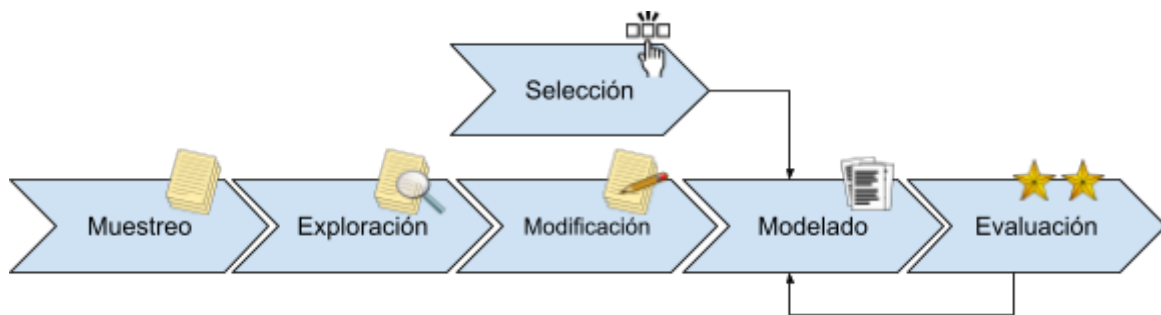 Selección
Muestreo
Exploración
Modificación
Modelado
Evaluación